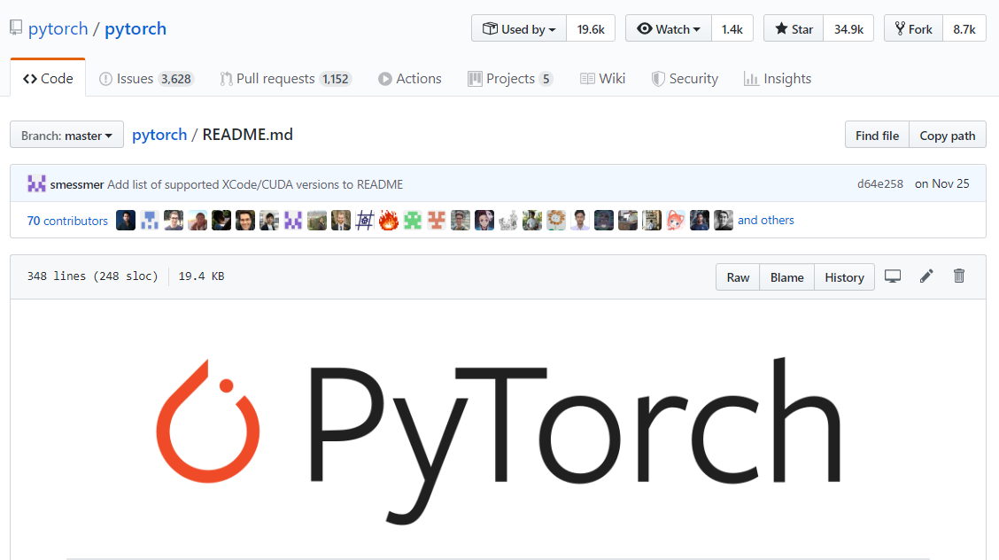 pytorch / pytorch
Used by 19.6k Watch 1.4k Star 34.9k Fork 8.7k
Code Issues 3,628 Pull requests 1,152 Actions Projects 5 Wiki Security Insights
Branch: master pytorch / README.md Find file Copy path
smessmer Add list of supported XCode/CUDA versions to README d64e258 on Nov 25
70 contributors and others
348 lines (248 sloc) 19.4 KB Raw Blame History
PyTorch